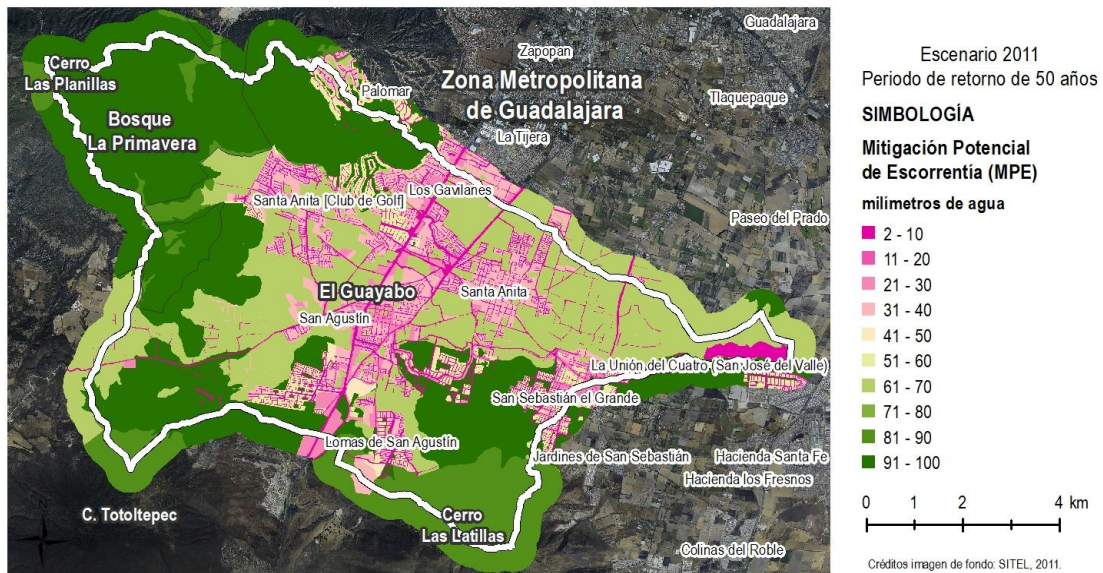 Guadalajara
Zapopan
Cerro
Las Planillas
Zona Metropolitana
de Guadalajara
Palomar
Tlaquepaque
Bosque
La Primavera
La Tijera
Los Gavilanes
Santa Anita [Club de Golf]
Paseo del Prado
El Guayabo
Santa Anita
San Agustín
La Unión del Cuatro (San José del Valle)
San Sebastián el Grande
Lomas de San Agustín
Jardines de San Sebastián
Hacienda Santa Fe
Hacienda los Fresnos
C. Totoltepec
Cerro
Las Latillas
Colinas del Roble
Escenario 2011
Periodo de retorno de 50 años
SIMBOLOGÍA
Mitigación Potencial
de Escorrentía (MPE)
milímetros de agua
2 - 10
11 - 20
21 - 30
31 - 40
41 - 50
51 - 60
61 - 70
71 - 80
81 - 90
91 - 100
0 1 2 4 km
Créditos imagen de fondo: SITEL, 2011.